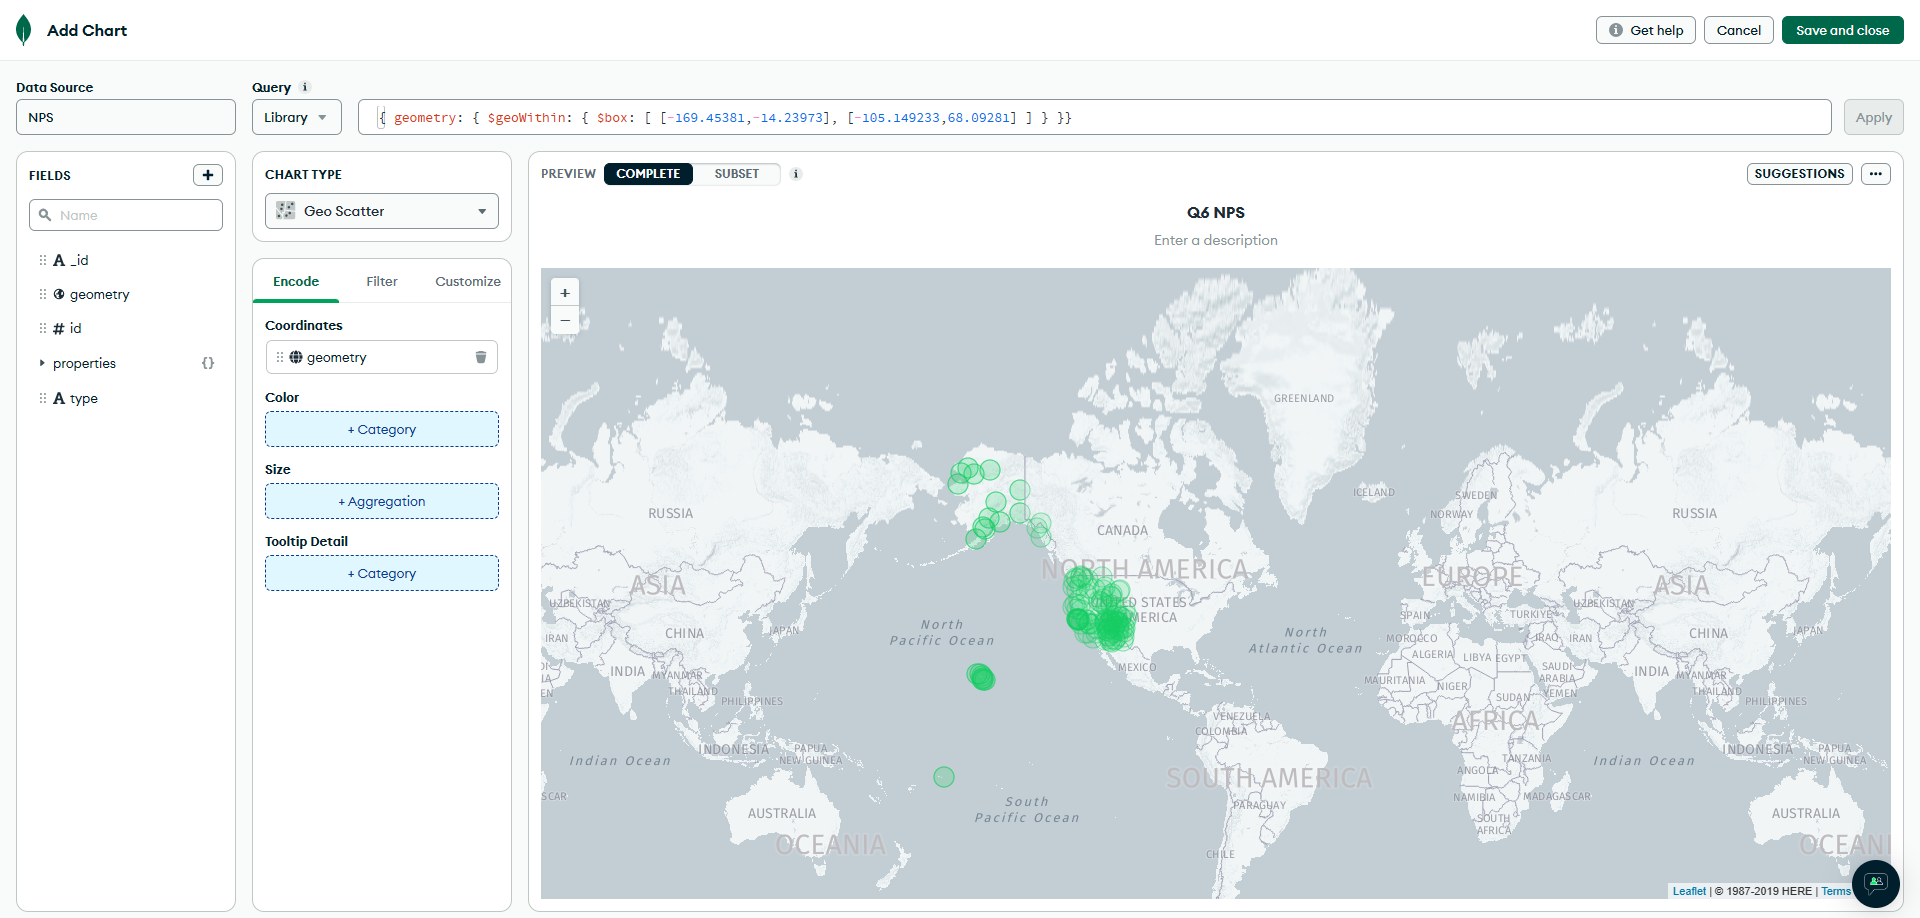 Add Chart
Get help
Cancel
Save and close
Data Source
Query
NPS
Library
{ geometry: { $geoWithin: { $box: [ [-169.45381,-14.23973], [-105.149233,68.09281] ] } }}
Apply
FIELDS
+
Name
_id
geometry
id
properties
{}
type
CHART TYPE
Geo Scatter
Encode
Filter
Customize
Coordinates
geometry
Color
+ Category
Size
+ Aggregation
Tooltip Detail
+ Category
PREVIEW
COMPLETE
SUBSET
SUGGESTIONS
Q6 NPS
Enter a description
+
−
GREENLAND
ICELAND
SWEDEN
NORWAY
RUSSIA
RUSSIA
CANADA
NORTH AMERICA
ASIA
EUROPE
ASIA
UZBEKISTAN
UNITED STATES
MERICA
UZBEKISTAN
SPAIN
TÜRKIYE
North
Pacific Ocean
North
Atlantic Ocean
IRAN
CHINA
JAPAN
MOROCCO
IRAQ
IRAN
CHINA
JAPAN
ALGERIA
LIBYA
EGYPT
INDIA
MYANMAR
MEXICO
SAUDI
ARABIA
INDIA
MYANMAR
MAURITANIA
NIGER
THAILAND
PHILIPPINES
SUDAN
YEMEN
THAILAND
PHILIPPINES
EN
VENEZUELA
COLOMBIA
AFRICA
INDONESIA
PAPUA
NEW GUINEA
INDONESIA
PAPUA
NEW GUINEA
Indian Ocean
TANZANIA
Indian Ocean
ANGOLA
SOUTH AMERICA
SCAR
NAMIBIA
MADAGASCAR
South
Pacific Ocean
PARAGUAY
AUSTRALIA
SOUTH
AFRICA
AUSTRALIA
OCEANIA
OCEANI
CHILE
Leaflet | © 1987-2019 HERE | Terms